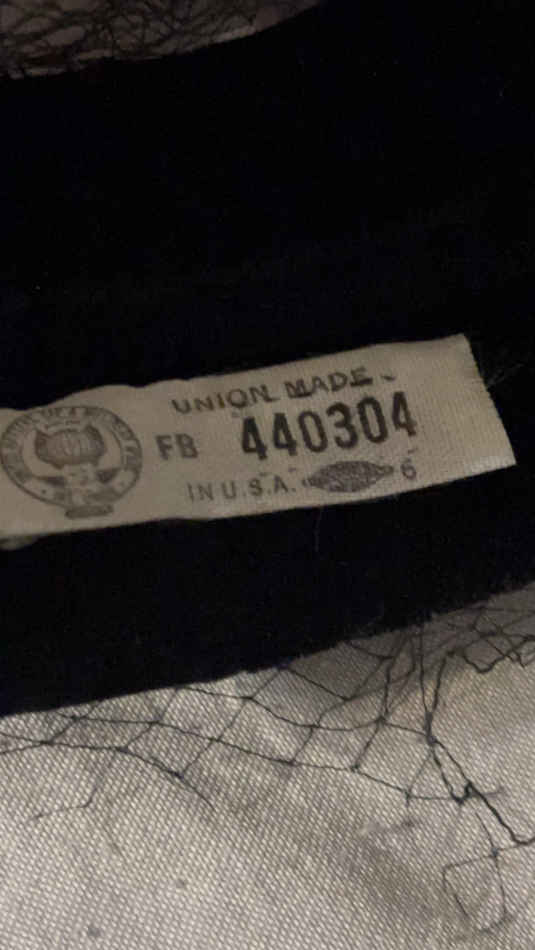 UNION MADE
FB 440304
IN U.S.A. 6